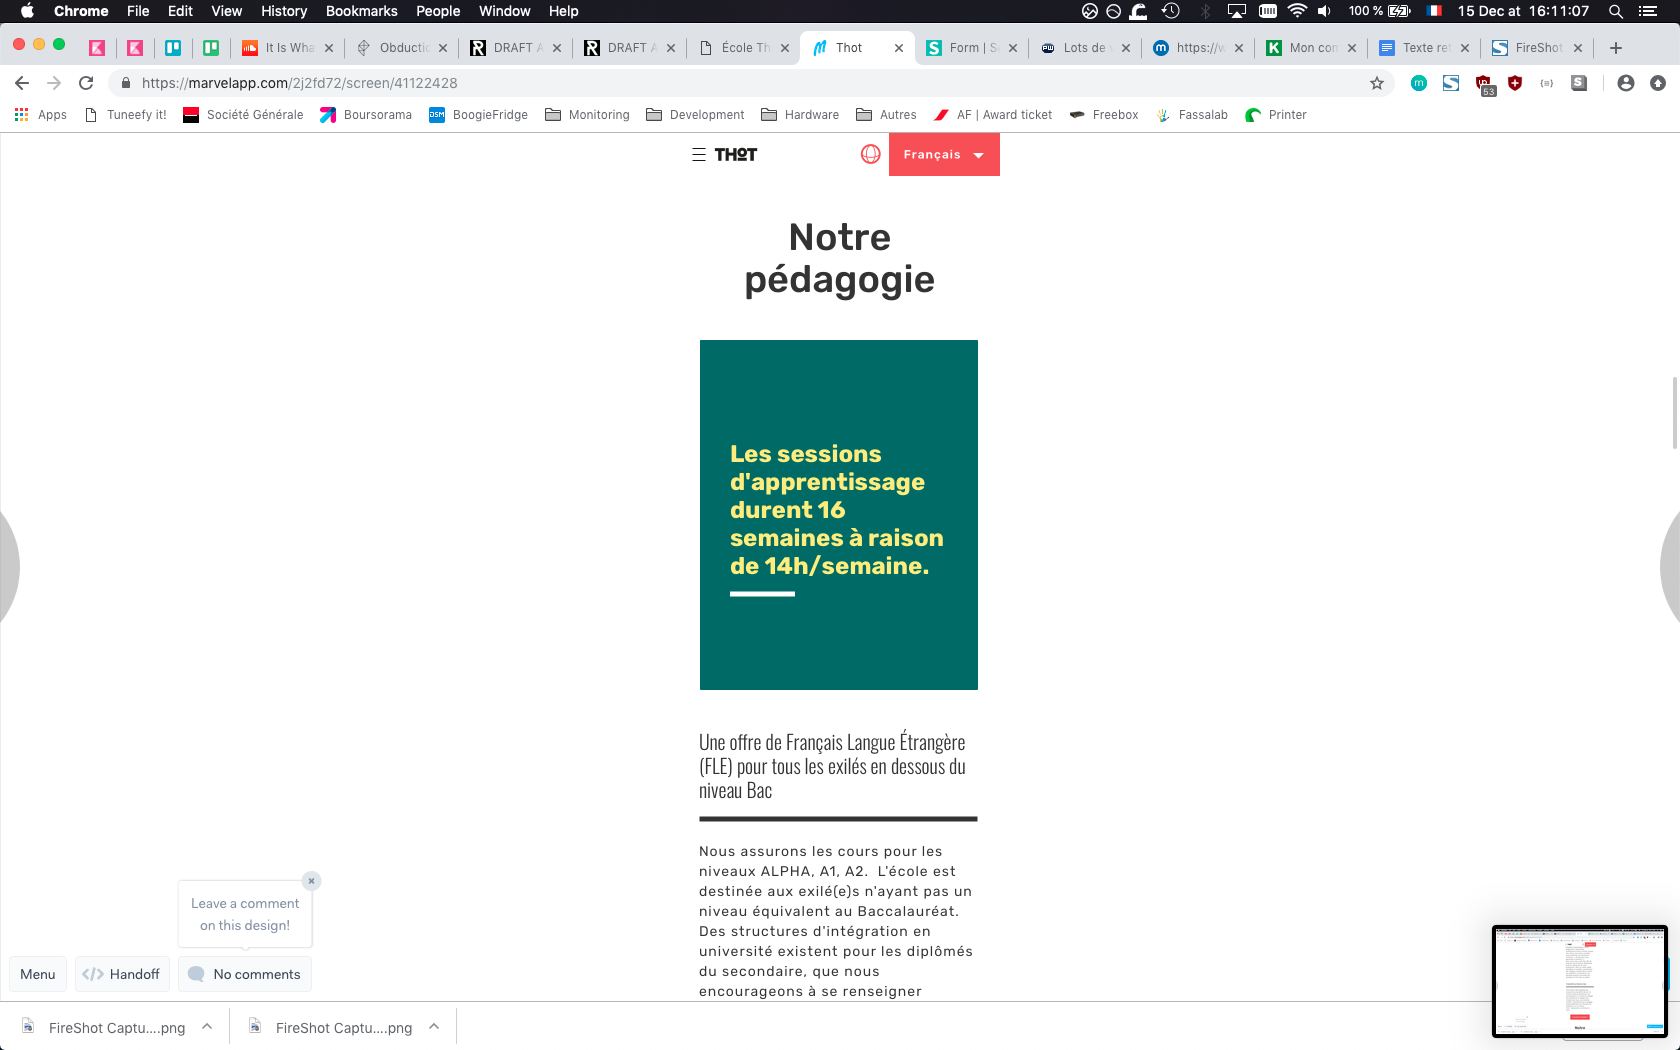 Chrome File Edit View History Bookmarks People Window Help 100 % 15 Dec at 16:11:07
It Is Wha Obductio DRAFT A DRAFT A École Th Thot Form | S Lots de https://w Mon con Texte ret FireShot
https://marvelapp.com/2j2fd72/screen/41122428 53
Apps Tuneefy it! Société Générale Boursorama BoogieFridge Monitoring Development Hardware Autres AF | Award ticket Freebox Fassalab Printer
THOT Français
Notre
pédagogie
Les sessions
d'apprentissage
durent 16
semaines à raison
de 14h/semaine.
Une offre de Français Langue Étrangère
(FLE) pour tous les exilés en dessous du
niveau Bac
Nous assurons les cours pour les
niveaux ALPHA, A1, A2. L'école est
destinée aux exilé(e)s n'ayant pas un
niveau équivalent au Baccalauréat.
Des structures d'intégration en
université existent pour les diplômés
du secondaire, que nous
encourageons à se renseigner
Leave a comment
on this design!
Menu Handoff No comments
FireShot Captu....png FireShot Captu....png